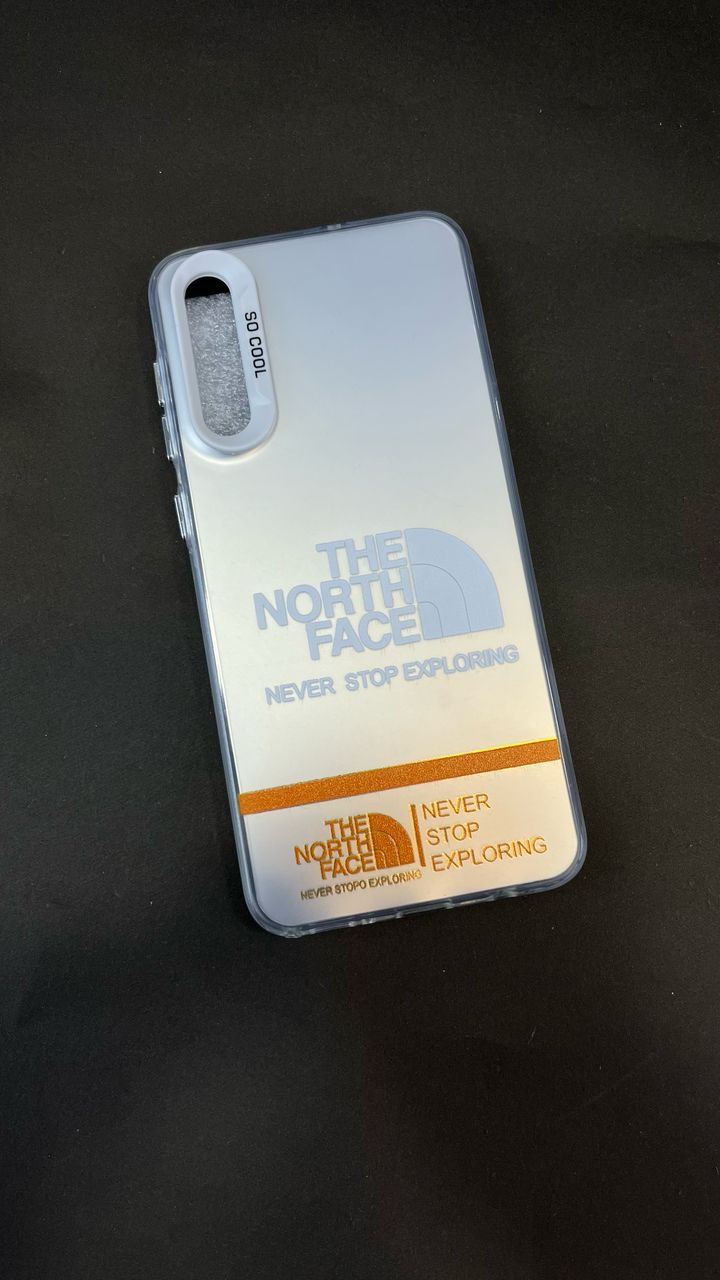 SO COOL
THE
NORTH
FACE
NEVER STOP EXPLORING
THE
NORTH
FACE
NEVER STOPO EXPLORING
NEVER
STOP
EXPLORING